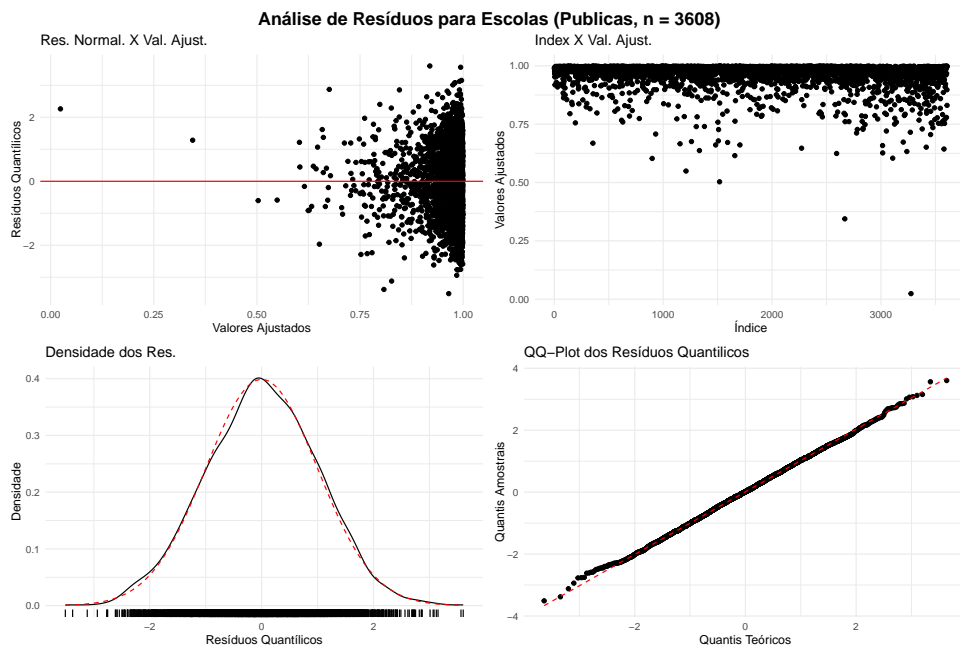 Análise de Resíduos para Escolas (Publicas, n = 3608)
Res. Normal. X Val. Ajust.
Resíduos Quantílicos
2
0
−2
0.00 0.25 0.50 0.75 1.00
Valores Ajustados
Index X Val. Ajust.
Valores Ajustados
1.00
0.75
0.50
0.25
0.00
0 1000 2000 3000
Índice
Densidade dos Res.
Densidade
0.4
0.3
0.2
0.1
0.0
−2 0 2
Resíduos Quantílicos
QQ−Plot dos Resíduos Quantilicos
Quantis Amostrais
4
2
0
−2
−4
−2 0 2
Quantis Teóricos